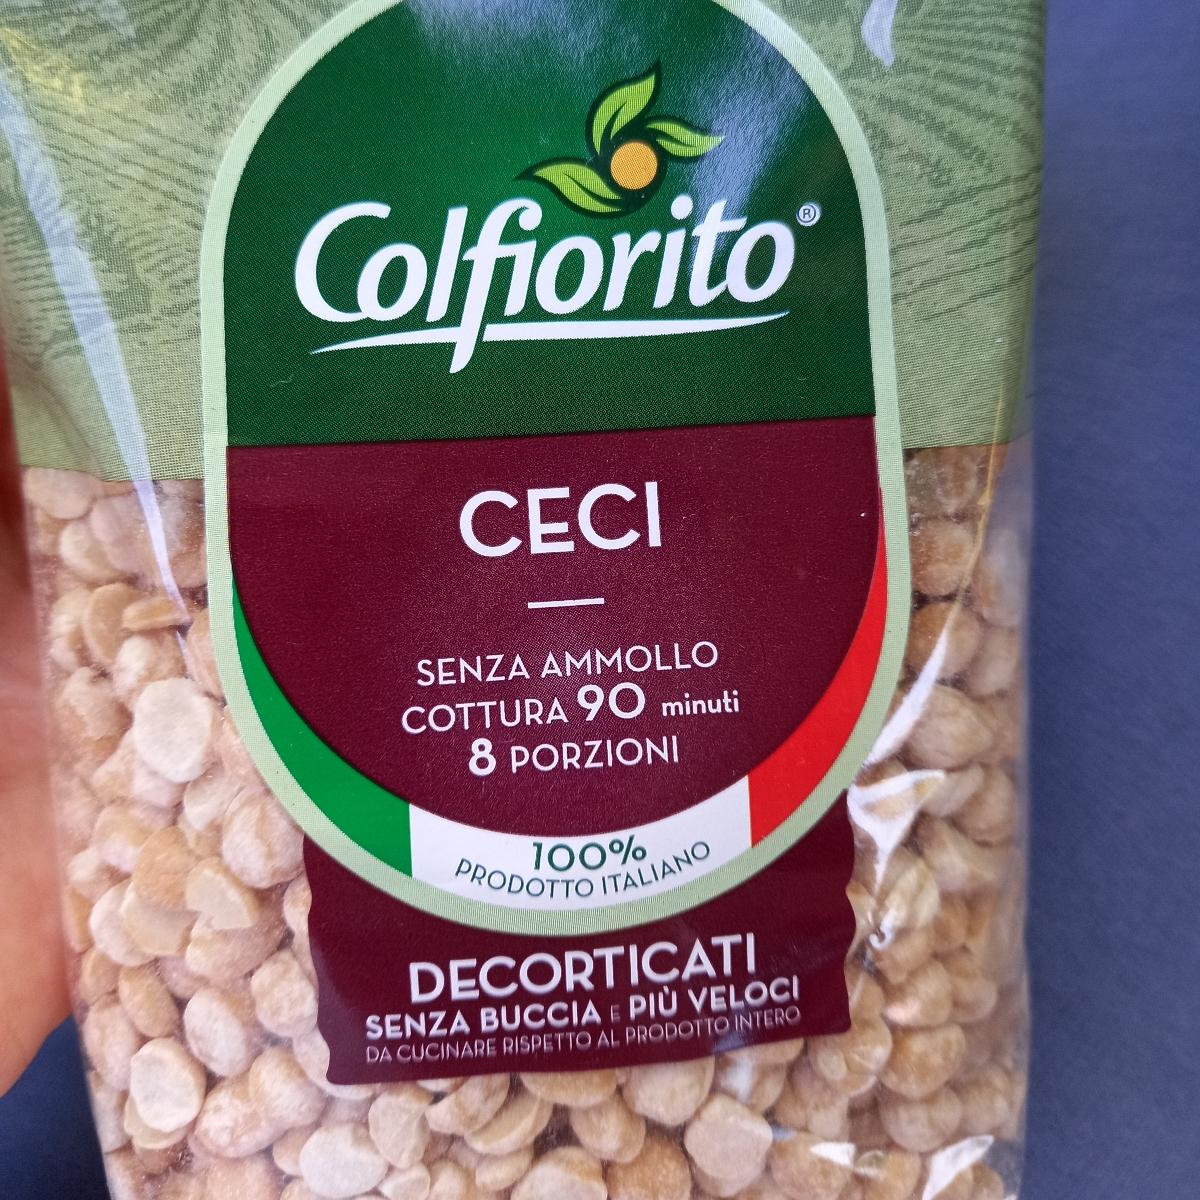 Colfiorito®
CECI
SENZA AMMOLLO
COTTURA 90 minuti
8 PORZIONI
100%
PRODOTTO ITALIANO
DECORTICATI
SENZA BUCCIA E PIÙ VELOCI
DA CUCINARE RISPETTO AL PRODOTTO INTERO